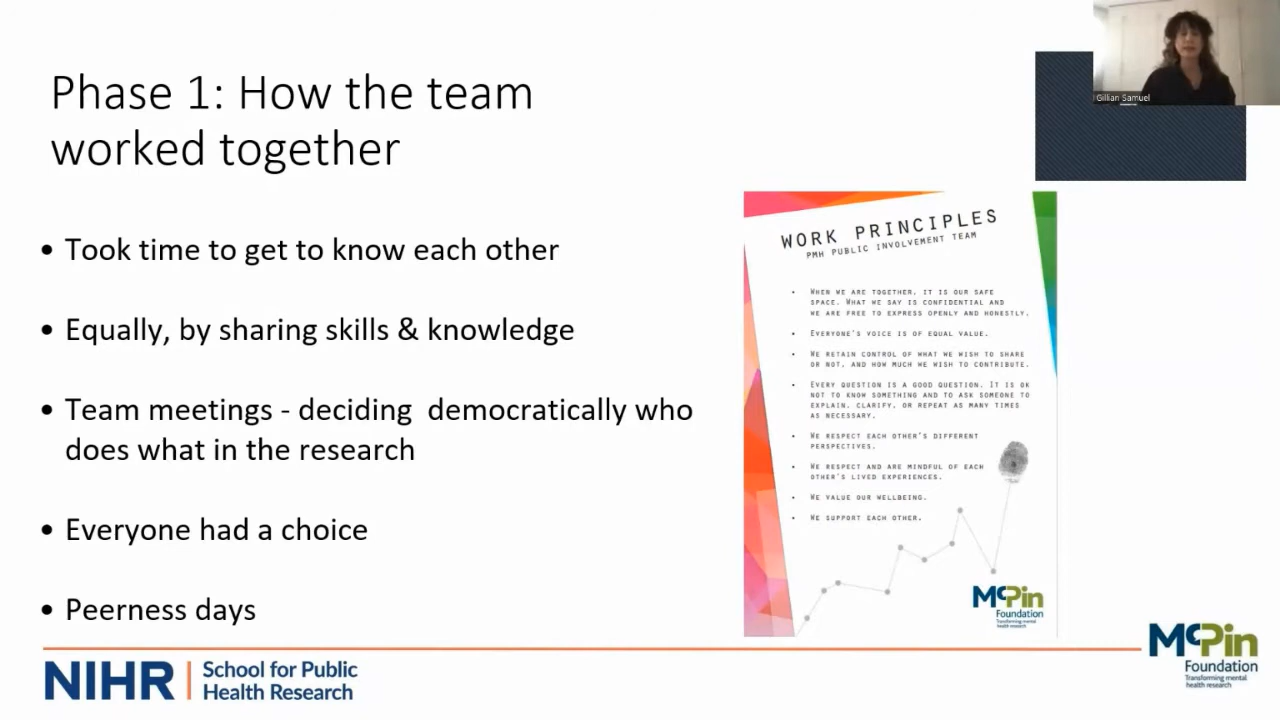 Gillian Samuel
Phase 1: How the team
worked together
• Took time to get to know each other
• Equally, by sharing skills & knowledge
• Team meetings - deciding  democratically who
does what in the research
• Everyone had a choice
• Peerness days
WORK PRINCIPLES
PMH PUBLIC INVOLVEMENT TEAM
• WHEN WE ARE TOGETHER, IT IS OUR SAFE
SPACE. WHAT WE SAY IS CONFIDENTIAL AND
WE ARE FREE TO EXPRESS OPENLY AND HONESTLY.
• EVERYONE'S VOICE IS OF EQUAL VALUE.
• WE RETAIN CONTROL OF WHAT WE WISH TO SHARE
OR NOT, AND HOW MUCH WE WISH TO CONTRIBUTE.
• EVERY QUESTION IS A GOOD QUESTION. IT IS OK
NOT TO KNOW SOMETHING AND TO ASK SOMEONE TO
EXPLAIN, CLARIFY, OR REPEAT AS MANY TIMES
AS NECESSARY.
• WE RESPECT EACH OTHER'S DIFFERENT
PERSPECTIVES.
• WE RESPECT AND ARE MINDFUL OF EACH
OTHER'S LIVED EXPERIENCES.
• WE VALUE OUR WELLBEING.
• WE SUPPORT EACH OTHER.
McPin
Foundation
Transforming mental
health research
NIHR | School for Public
Health Research
McPin
Foundation
Transforming mental
health research